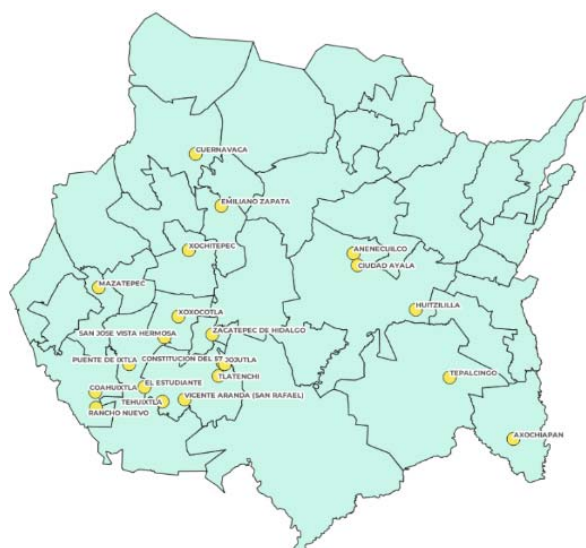 CUERNAVACA
EMILIANO ZAPATA
XOCHITEPEC
ANENECUILCO
CIUDAD AYALA
MAZATEPEC
HUITZILILLA
XOXOCOTLA
SAN JOSE VISTA HERMOSA
ZACATEPEC DE HIDALGO
PUENTE DE IXTLA
CONSTITUCION DEL 57
JOJUTLA
TLATENCHI
TEPALCINGO
EL ESTUDIANTE
COAHUIXTLA
TEHUIXTLA
VICENTE ARANDA (SAN RAFAEL)
RANCHO NUEVO
AXOCHIAPAN